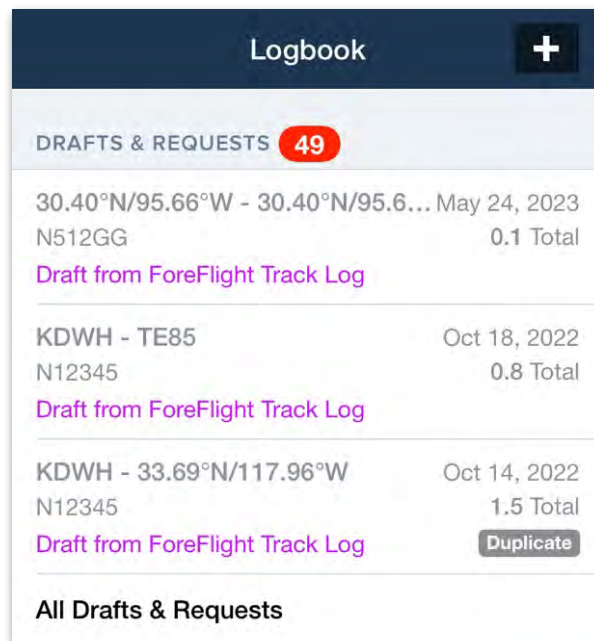 Logbook +
DRAFTS & REQUESTS 49
30.40°N/95.66°W - 30.40°N/95.6... May 24, 2023
N512GG 0.1 Total
Draft from ForeFlight Track Log
KDWH - TE85 Oct 18, 2022
N12345 0.8 Total
Draft from ForeFlight Track Log
KDWH - 33.69°N/117.96°W Oct 14, 2022
N12345 1.5 Total
Draft from ForeFlight Track Log Duplicate
All Drafts & Requests